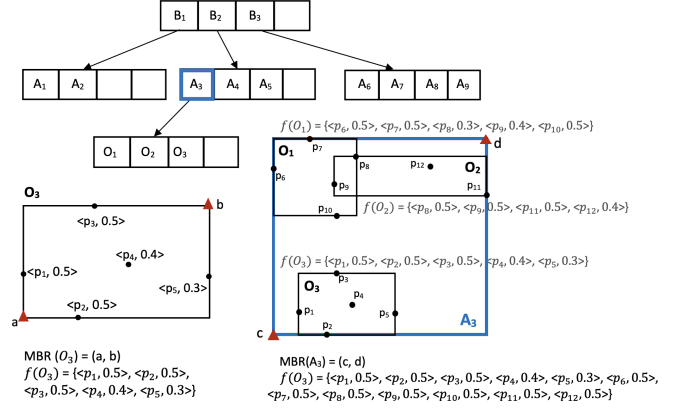 B₁ B₂ B₃
A₁ A₂ A₃ A₄ A₅ A₆ A₇ A₈ A₉
O₁ O₂ O₃
O₃
b
<p₃, 0.5>
<p₄, 0.4>
<p₁, 0.5>
<p₅, 0.3>
<p₂, 0.5>
a
MBR (𝑂₃) = (a, b)
𝑓(𝑂₃) = {<𝑝₁, 0.5>, <𝑝₂, 0.5>,
<𝑝₃, 0.5>, <𝑝₄, 0.4>, <𝑝₅, 0.3>}
𝑓(𝑂₁) = {<𝑝₆, 0.5>, <𝑝₇, 0.5>, <𝑝₈, 0.3>, <𝑝₉, 0.4>, <𝑝₁₀, 0.5>}
d
O₁
p₇
p₈
p₁₂
O₂
p₆
p₉
p₁₁
p₁₀
𝑓(𝑂₂) = {<𝑝₈, 0.5>, <𝑝₉, 0.5>, <𝑝₁₁, 0.5>, <𝑝₁₂, 0.4>}
𝑓(𝑂₃) = {<𝑝₁, 0.5>, <𝑝₂, 0.5>, <𝑝₃, 0.5>, <𝑝₄, 0.4>, <𝑝₅, 0.3>}
O₃
p₃
p₄
p₁
p₅
p₂
A₃
c
MBR(A₃) = (c, d)
𝑓(𝑂₃) = {<𝑝₁, 0.5>, <𝑝₂, 0.5>, <𝑝₃, 0.5>, <𝑝₄, 0.4>, <𝑝₅, 0.3>, <𝑝₆, 0.5>,
<𝑝₇, 0.5>, <𝑝₈, 0.5>, <𝑝₉, 0.5>, <𝑝₁₀, 0.5>, <𝑝₁₁, 0.5>, <𝑝₁₂, 0.5>}